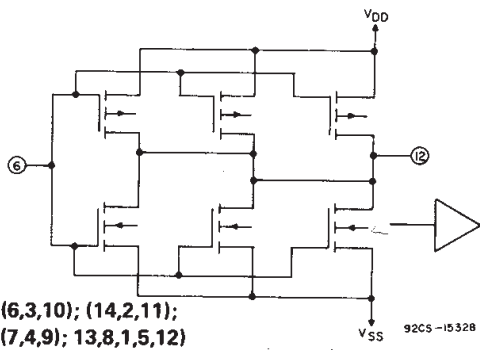 VDD
6
12
(6,3,10); (14,2,11);
(7,4,9); 13,8,1,5,12)
VSS
92CS-15328